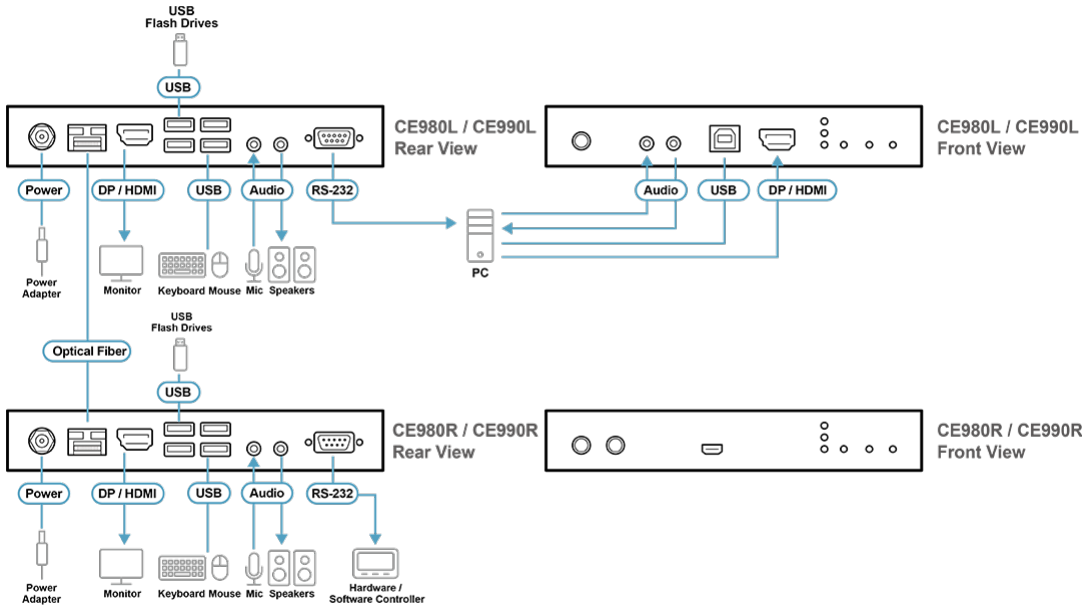 USB
Flash Drives
USB
CE980L / CE990L
Rear View
CE980L / CE990L
Front View
Power
DP / HDMI
USB
Audio
RS-232
Audio
USB
DP / HDMI
PC
Power
Adapter
Monitor
Keyboard Mouse
Mic
Speakers
USB
Flash Drives
Optical Fiber
USB
CE980R / CE990R
Rear View
CE980R / CE990R
Front View
Power
DP / HDMI
USB
Audio
RS-232
Power
Adapter
Monitor
Keyboard Mouse
Mic
Speakers
Hardware /
Software Controller